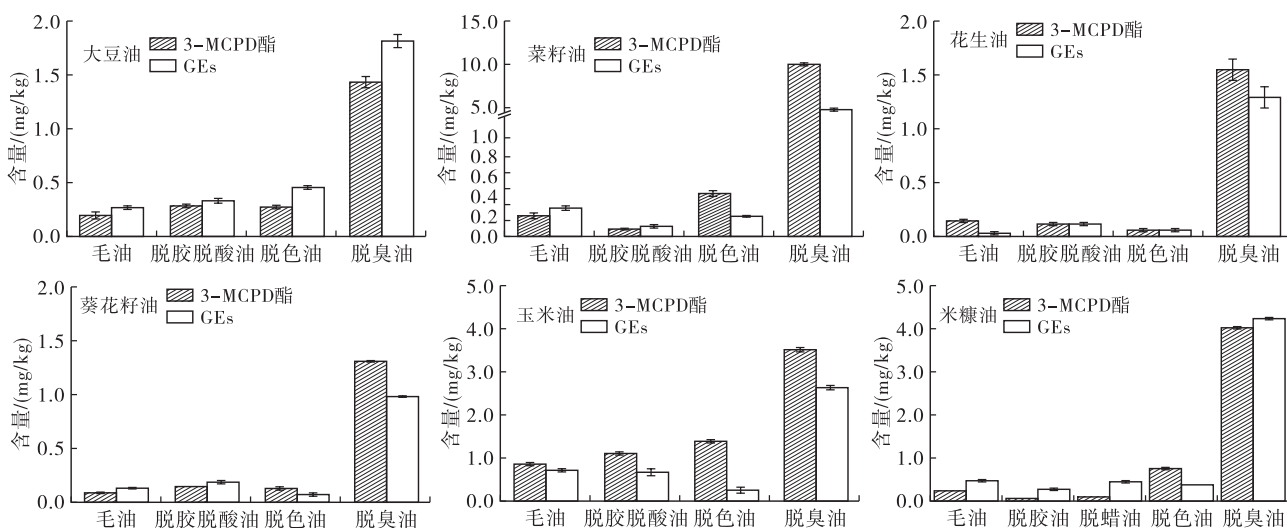 大豆油
3-MCPD酯
GEs
含量/(mg/kg)
2.0
1.5
1.0
0.5
0.0
毛油 脱胶脱酸油 脱色油 脱臭油
菜籽油
3-MCPD酯
GEs
含量/(mg/kg)
15.0
10.0
5.0
1.0
0.8
0.6
0.4
0.2
0.0
毛油 脱胶脱酸油 脱色油 脱臭油
花生油
3-MCPD酯
GEs
含量/(mg/kg)
2.0
1.5
1.0
0.5
0.0
毛油 脱胶脱酸油 脱色油 脱臭油
葵花籽油
3-MCPD酯
GEs
含量/(mg/kg)
2.0
1.5
1.0
0.5
0.0
毛油 脱胶脱酸油 脱色油 脱臭油
玉米油
3-MCPD酯
GEs
含量/(mg/kg)
5.0
4.0
3.0
2.0
1.0
0.0
毛油 脱胶脱酸油 脱色油 脱臭油
米糠油
3-MCPD酯
GEs
含量/(mg/kg)
5.0
4.0
3.0
2.0
1.0
0.0
毛油 脱胶油 脱蜡油 脱色油 脱臭油